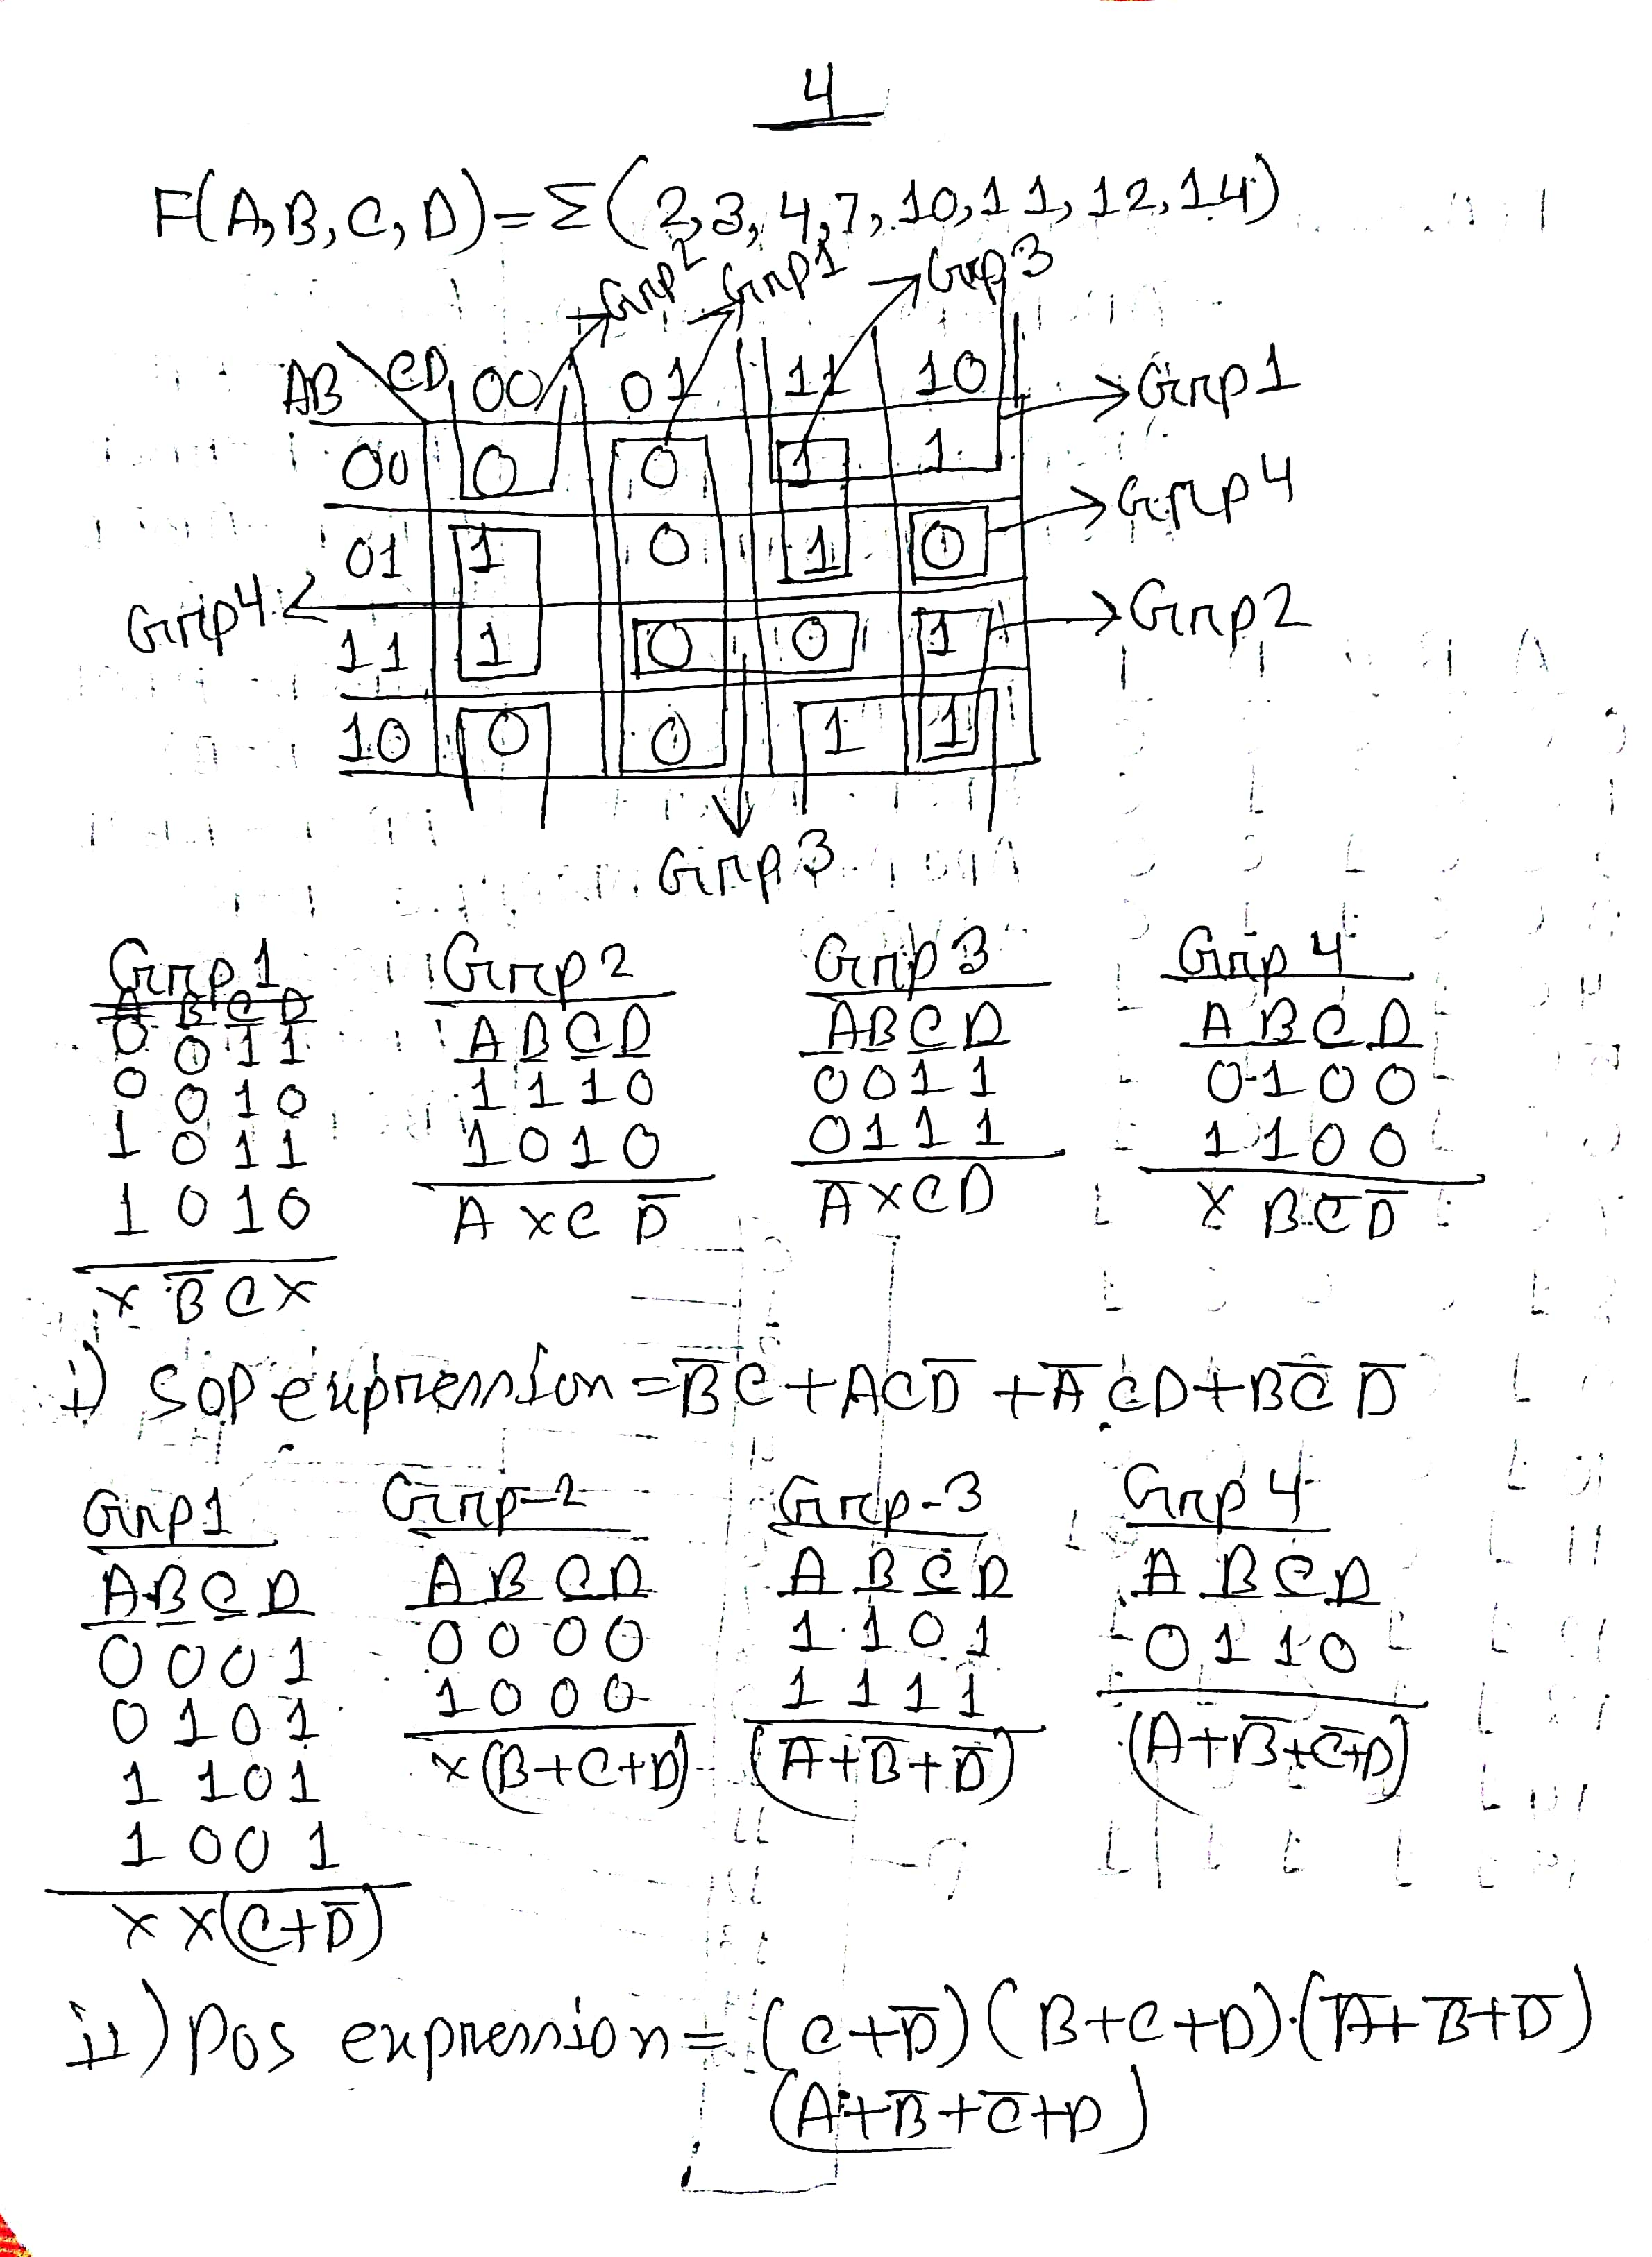 4
F(A,B,C,D)=Σ(2,3,4,7,10,11,12,14)
Grp2 Grp1 Grp3
AB CD 00 01 11 10 Grp1
00 0 0 1 1
Grp4
01 1 0 1 0
Grp4 Grp2
11 1 0 0 1
10 0 0 1 1
Grp3
Grp1 Grp2 Grp3 Grp4
A B C D A B C D A B C D A B C D
0 0 1 1 1 1 1 0 0 0 1 1 0 1 0 0
0 0 1 0 1 0 1 0 0 1 1 1 1 1 0 0
1 0 1 1 A X C D̅ A̅ X C D X B C̅ D̅
1 0 1 0
X B̅ C X
i) SOP expression = B̅C + ACD̅ + A̅CD + BC̅D̅
Grp1 Grp-2 Grp-3 Grp4
A B C D A B C D A B C D A B C D
0 0 0 1 0 0 0 0 1 1 0 1 0 1 1 0
0 1 0 1 1 0 0 0 1 1 1 1 (A+B̅+C̅+D)
1 1 0 1 X (B+C+D) (A̅+B̅+D̅)
1 0 0 1
X X (C+D̅)
ii) Pos expression = (C+D̅)(B+C+D)·(A̅+B̅+D̅)
(A+B̅+C̅+D)